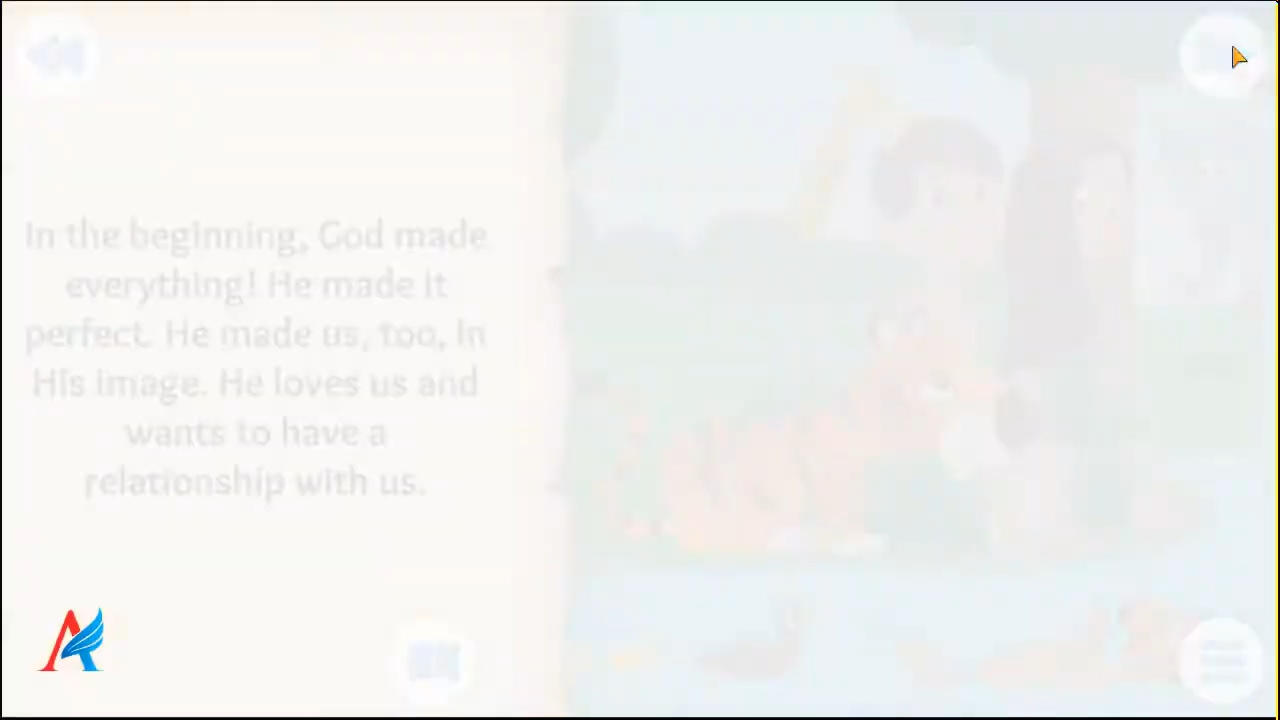 In the beginning, God made
everything! He made it
perfect. He made us, too, in
His image. He loves us and
wants to have a
relationship with us.